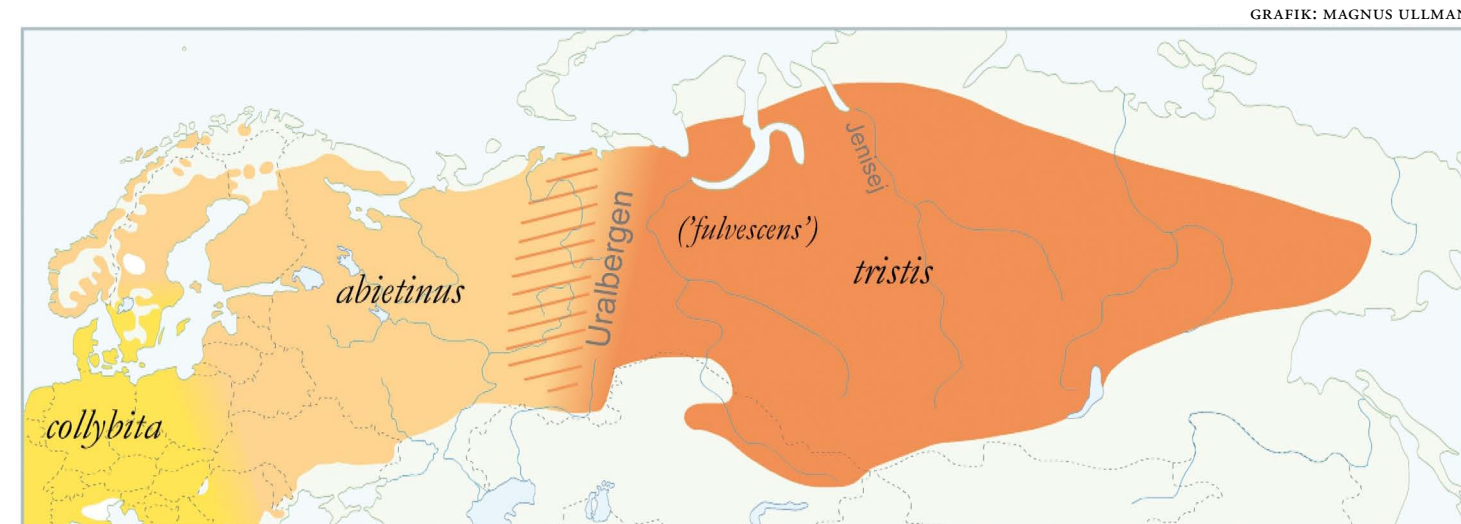 GRAFIK: MAGNUS ULLMAN
Jenisej
Uralbergen
('fulvescens')
tristis
abietinus
collybita